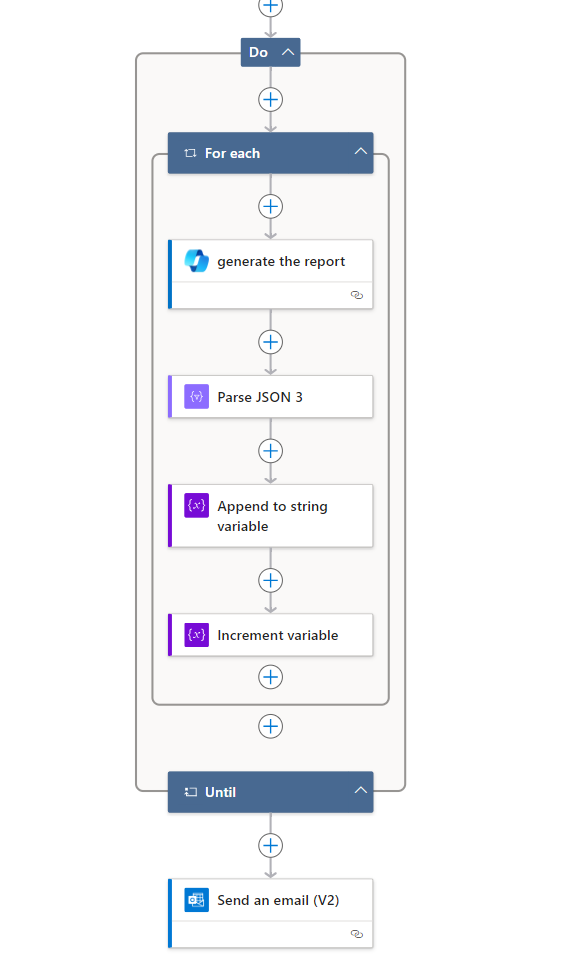 Do
For each
generate the report
Parse JSON 3
{x}
Append to string
variable
{x}
Increment variable
Until
Send an email (V2)